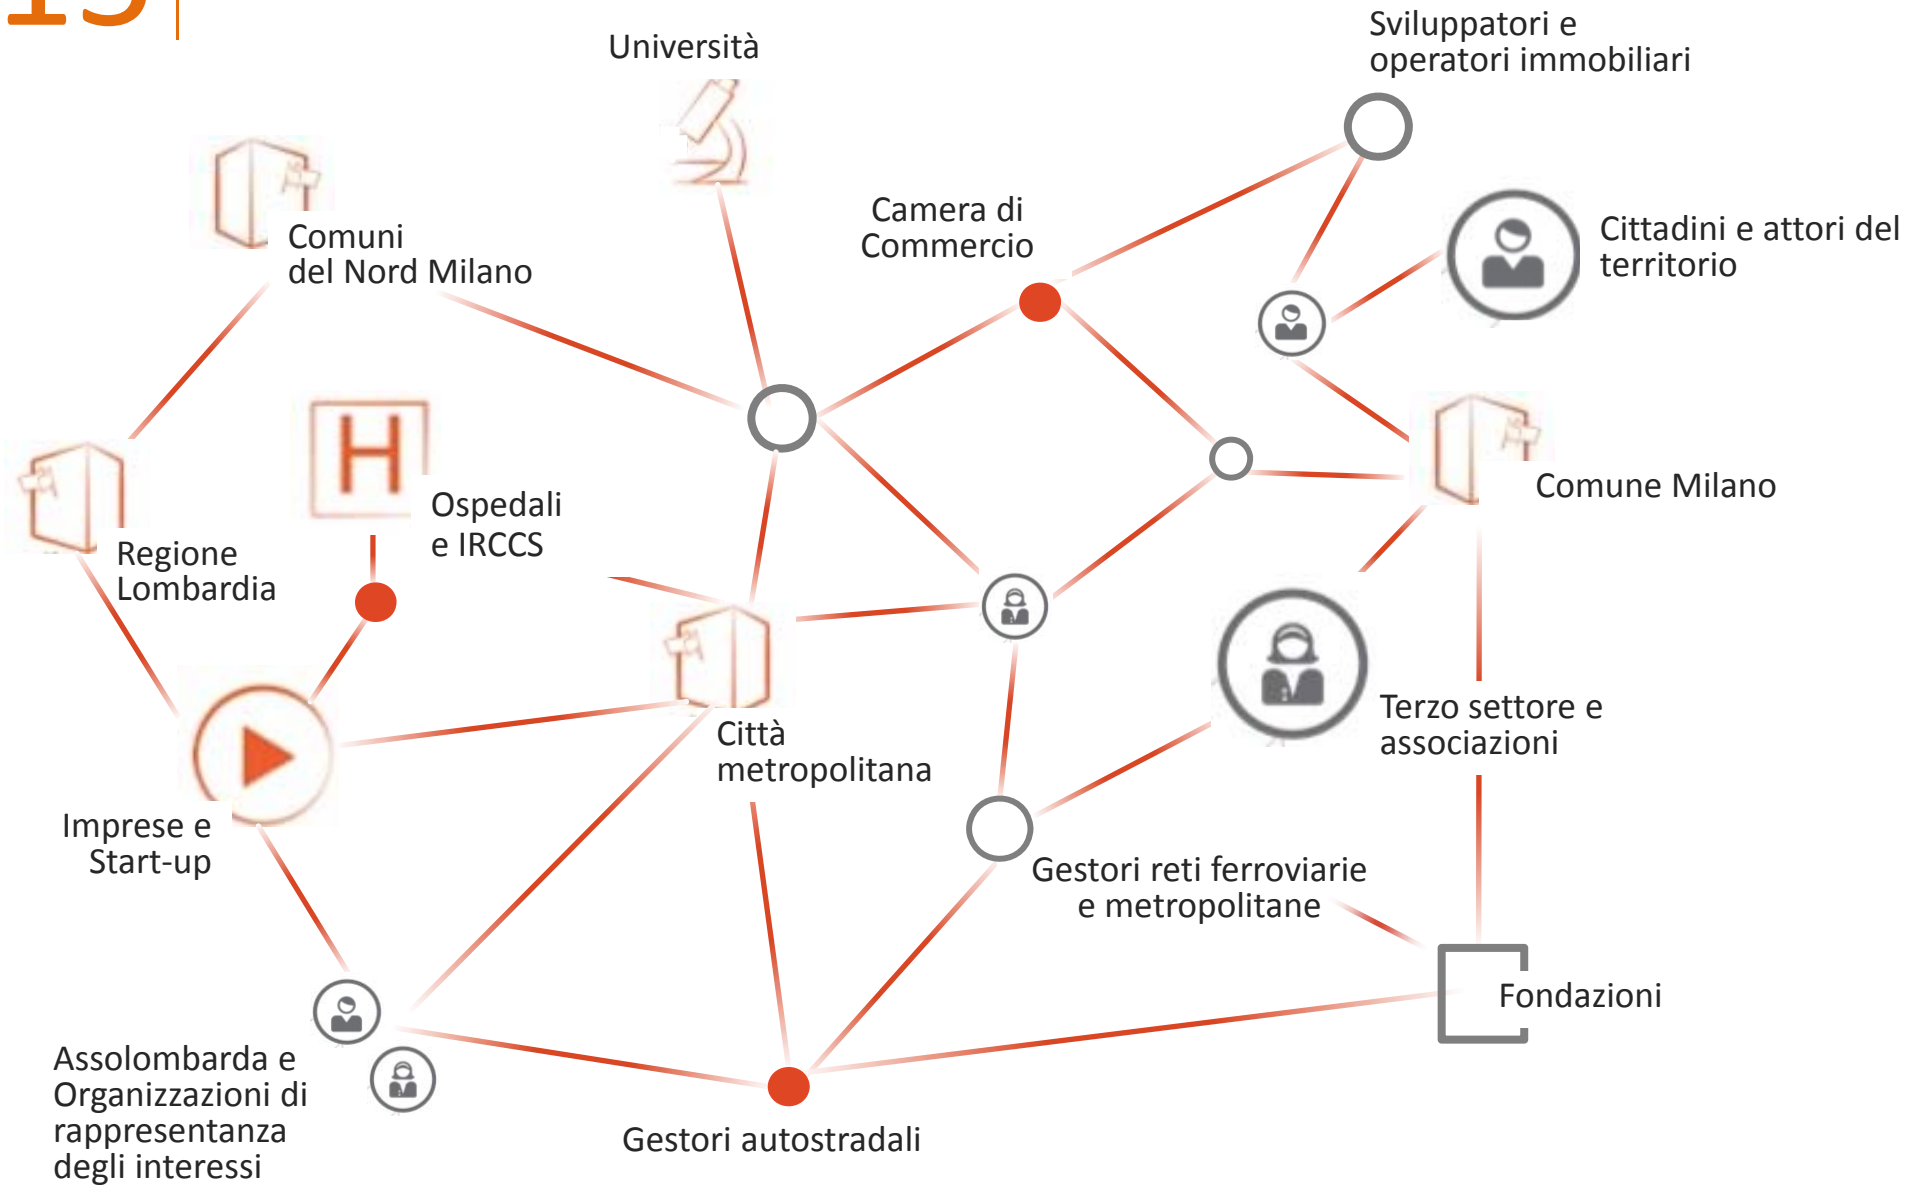 13
Università
Sviluppatori e
operatori immobiliari
Comuni
del Nord Milano
Camera di
Commercio
Cittadini e attori del
territorio
H
Ospedali
e IRCCS
Comune Milano
Regione
Lombardia
Città
metropolitana
Terzo settore e
associazioni
Imprese e
Start-up
Gestori reti ferroviarie
e metropolitane
Fondazioni
Assolombarda e
Organizzazioni di
rappresentanza
degli interessi
Gestori autostradali